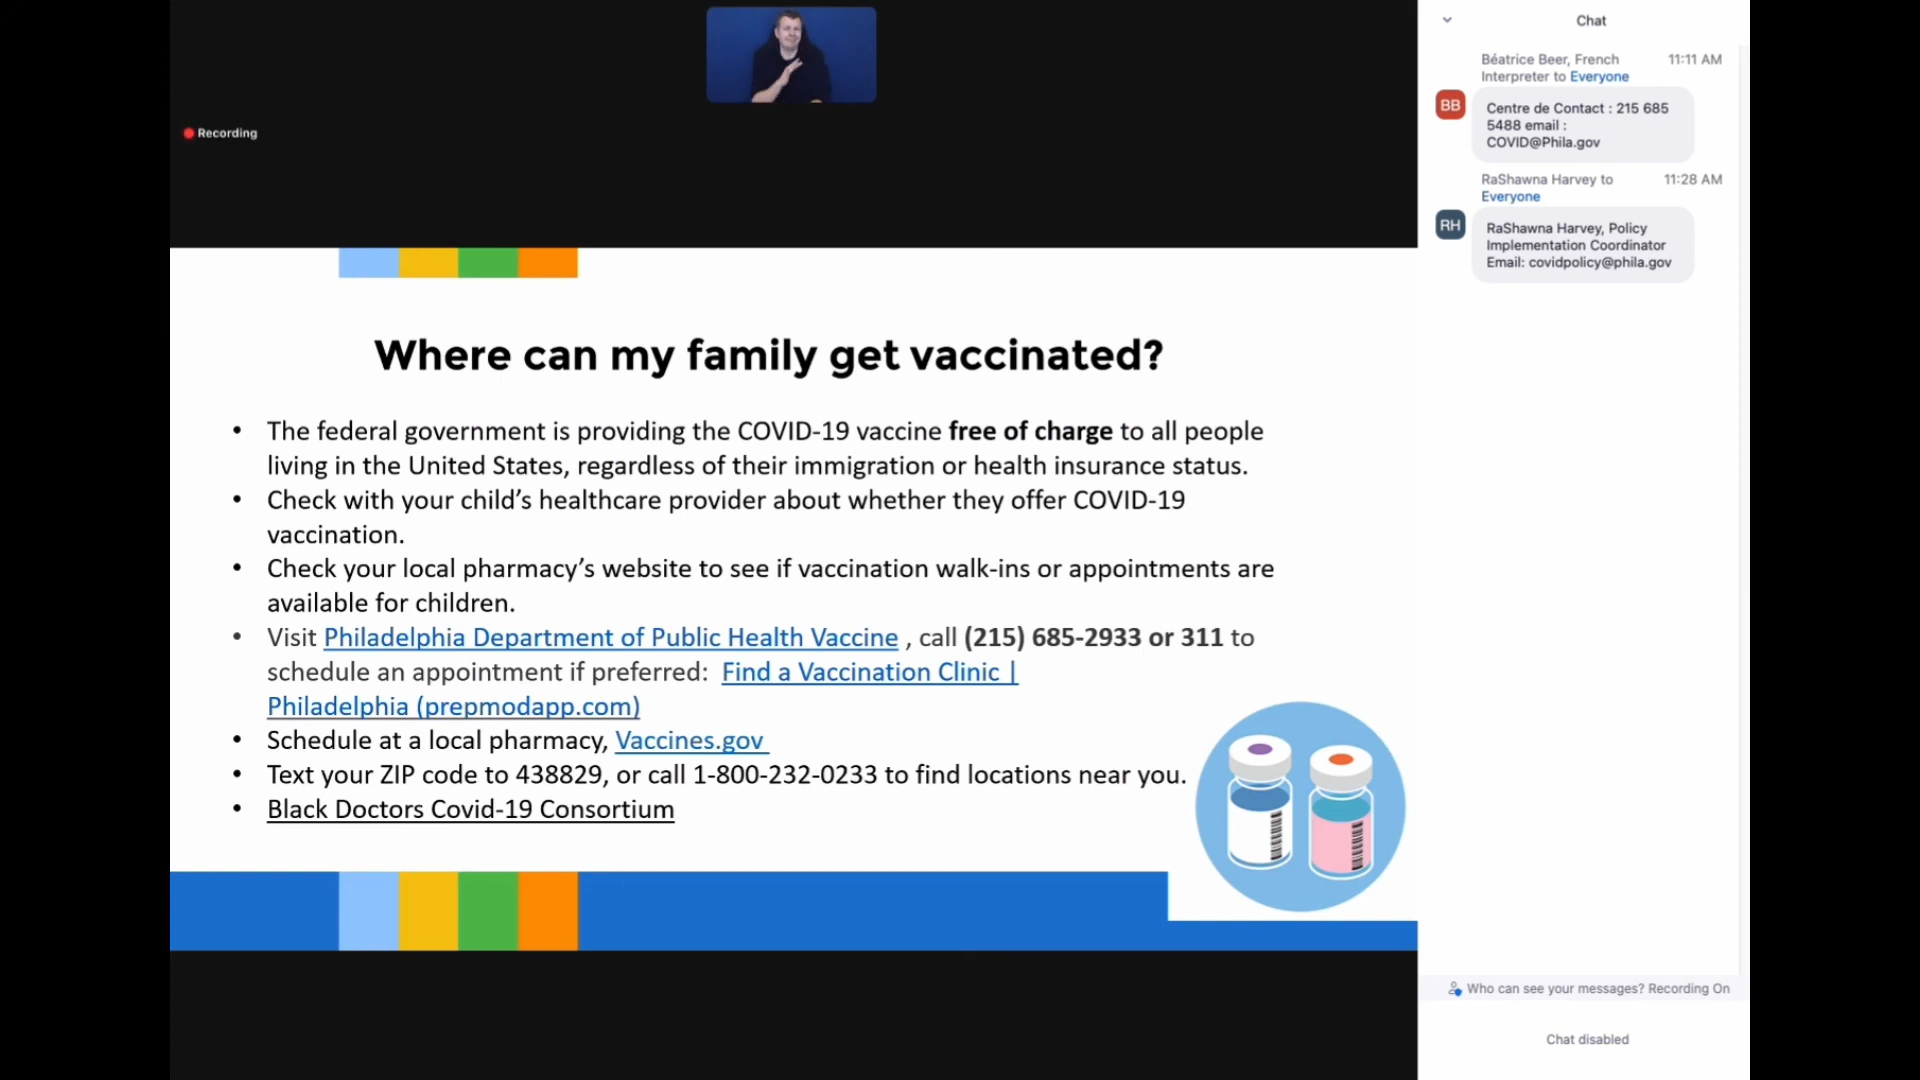 Recording
Where can my family get vaccinated?
• The federal government is providing the COVID-19 vaccine free of charge to all people
living in the United States, regardless of their immigration or health insurance status.
• Check with your child’s healthcare provider about whether they offer COVID-19
vaccination.
• Check your local pharmacy’s website to see if vaccination walk-ins or appointments are
available for children.
• Visit Philadelphia Department of Public Health Vaccine , call (215) 685-2933 or 311 to
schedule an appointment if preferred: Find a Vaccination Clinic |
Philadelphia (prepmodapp.com)
• Schedule at a local pharmacy, Vaccines.gov
• Text your ZIP code to 438829, or call 1-800-232-0233 to find locations near you.
• Black Doctors Covid-19 Consortium
Chat
Béatrice Beer, French 11:11 AM
Interpreter to Everyone
BB
Centre de Contact : 215 685
5488 email :
COVID@Phila.gov
RaShawna Harvey to 11:28 AM
Everyone
RH
RaShawna Harvey, Policy
Implementation Coordinator
Email: covidpolicy@phila.gov
Who can see your messages? Recording On
Chat disabled